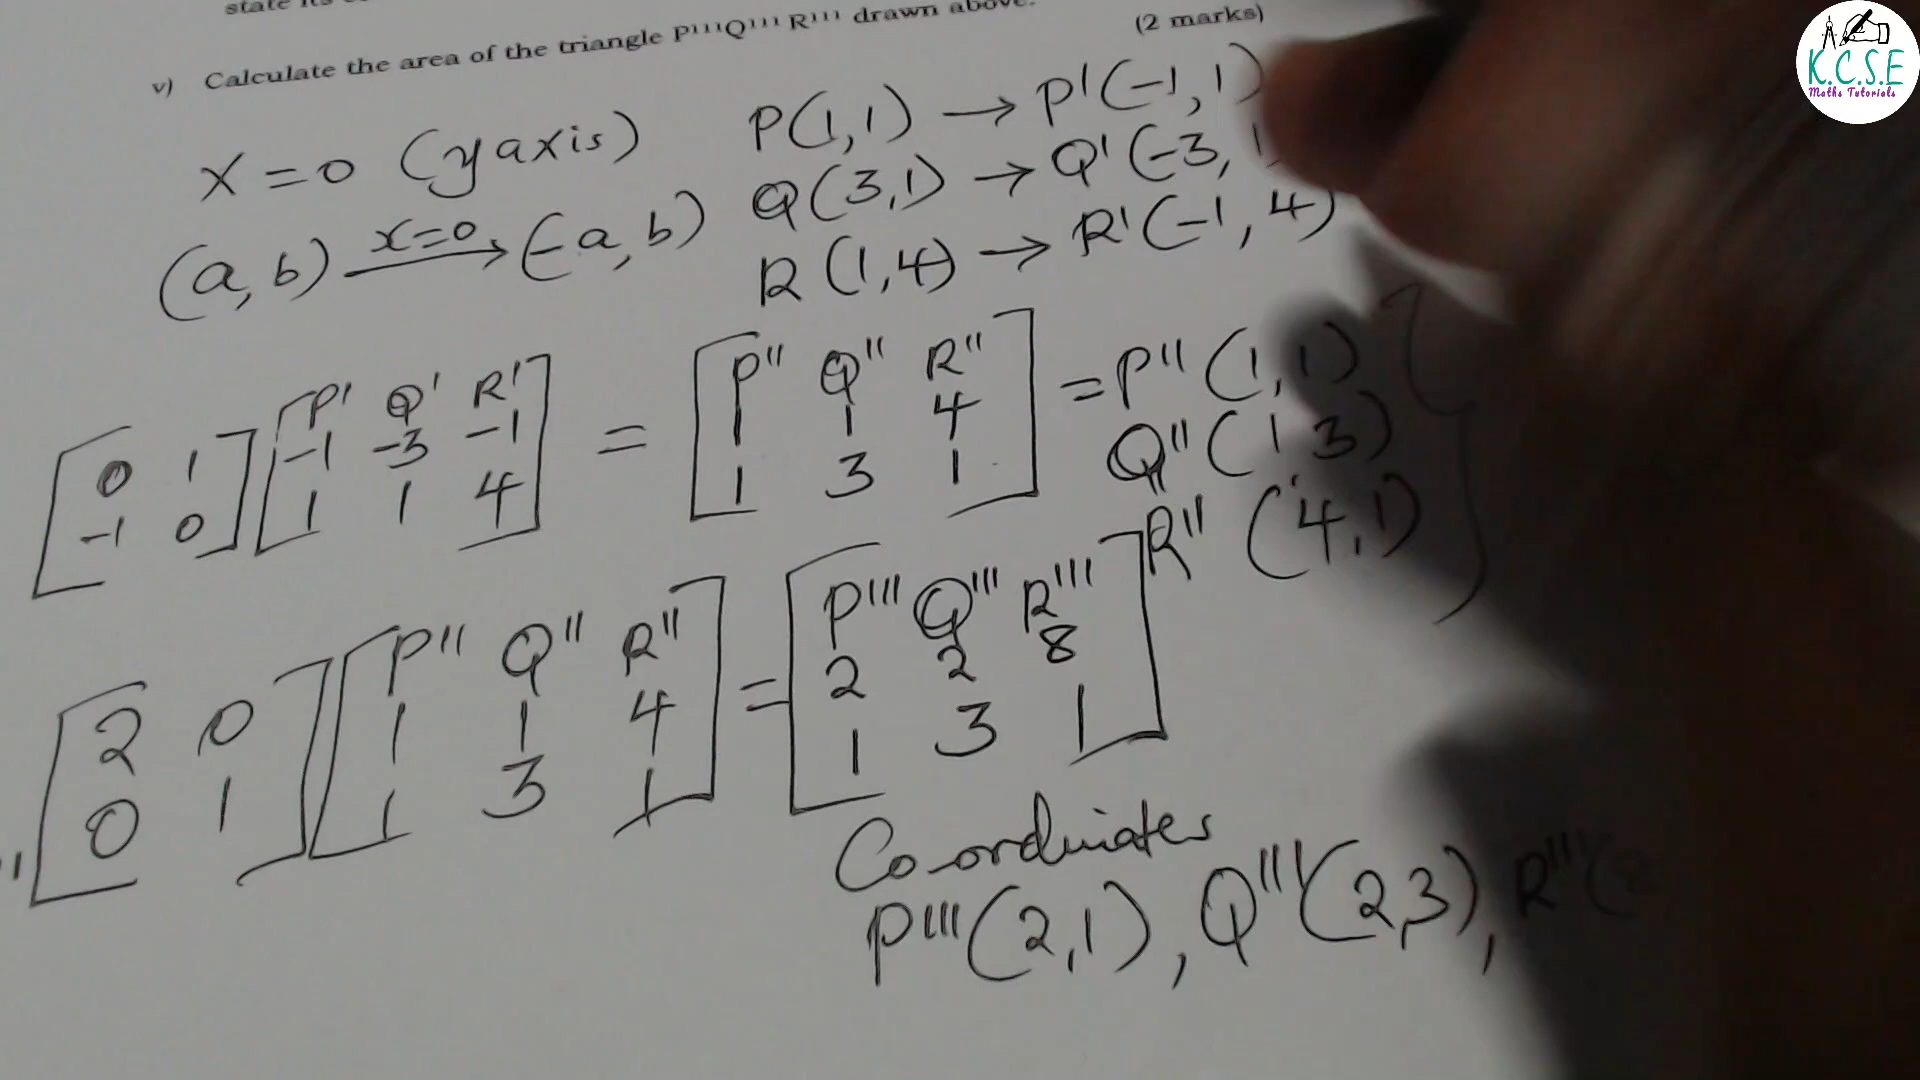 state its
v) Calculate the area of the triangle P'''Q'''R''' drawn above. (2 marks)
K.C.S.E
Maths Tutorials
X = 0 (y axis)
(a, b) x=0 → (-a, b)
P(1,1) → P'(-1, 1)
Q(3,1) → Q'(-3, 1
R(1,4) → R'(-1, 4)
[0 1
-1 0]
[P' Q' R'
-1 -3 -1
1 1 4]
=
[P'' Q'' R''
1 1 4
1 3 1]
= P''(1,1)
Q''(1,3)
R''(4,1)
[2 0
0 1]
[P'' Q'' R''
1 1 4
1 3 1]
=
[P''' Q''' R'''
2 2 8
1 3 1]
Co-ordinates
P'''(2,1), Q'''(2,3), R'''(